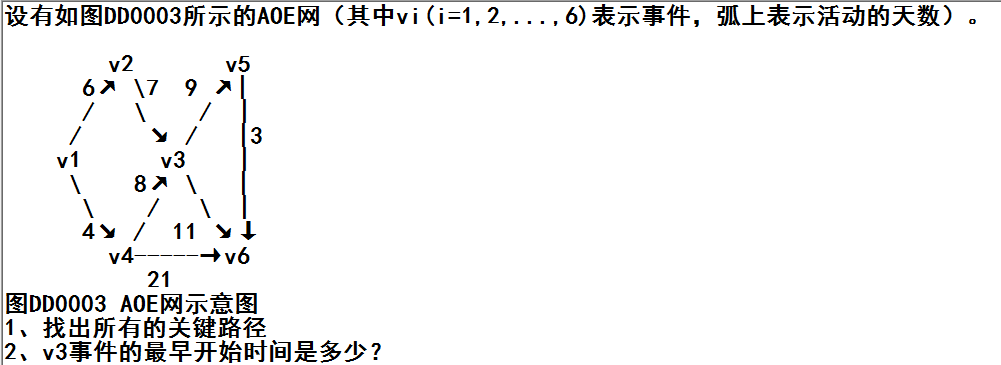 设有如图DD0003所示的AOE网（其中vi(i=1,2,...,6)表示事件，弧上表示活动的天数）。
v2 v5
6↗ \7 9 ↗|
/ \ / |
/ ↘ / |3
v1 v3 |
\ 8↗ \ |
\ / \ |
4↘ / 11 ↘↓
v4-----→v6
21
图DD0003 AOE网示意图
1、找出所有的关键路径
2、v3事件的最早开始时间是多少？